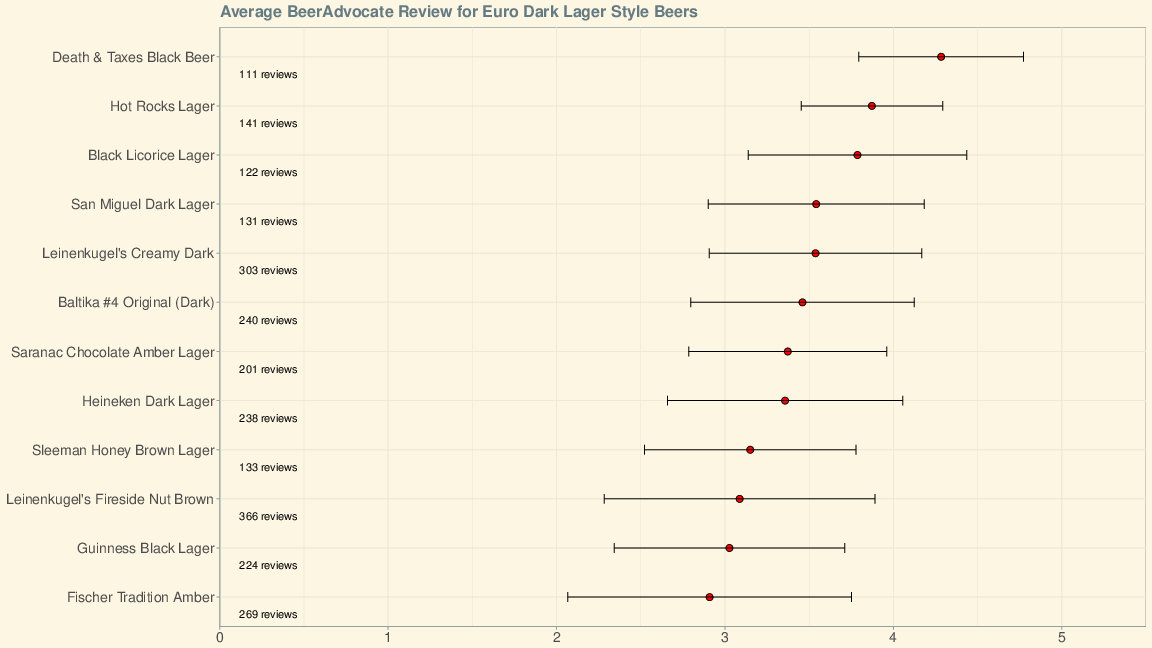 Average BeerAdvocate Review for Euro Dark Lager Style Beers
Death & Taxes Black Beer
111 reviews
Hot Rocks Lager
141 reviews
Black Licorice Lager
122 reviews
San Miguel Dark Lager
131 reviews
Leinenkugel's Creamy Dark
303 reviews
Baltika #4 Original (Dark)
240 reviews
Saranac Chocolate Amber Lager
201 reviews
Heineken Dark Lager
238 reviews
Sleeman Honey Brown Lager
133 reviews
Leinenkugel's Fireside Nut Brown
366 reviews
Guinness Black Lager
224 reviews
Fischer Tradition Amber
269 reviews
0 1 2 3 4 5